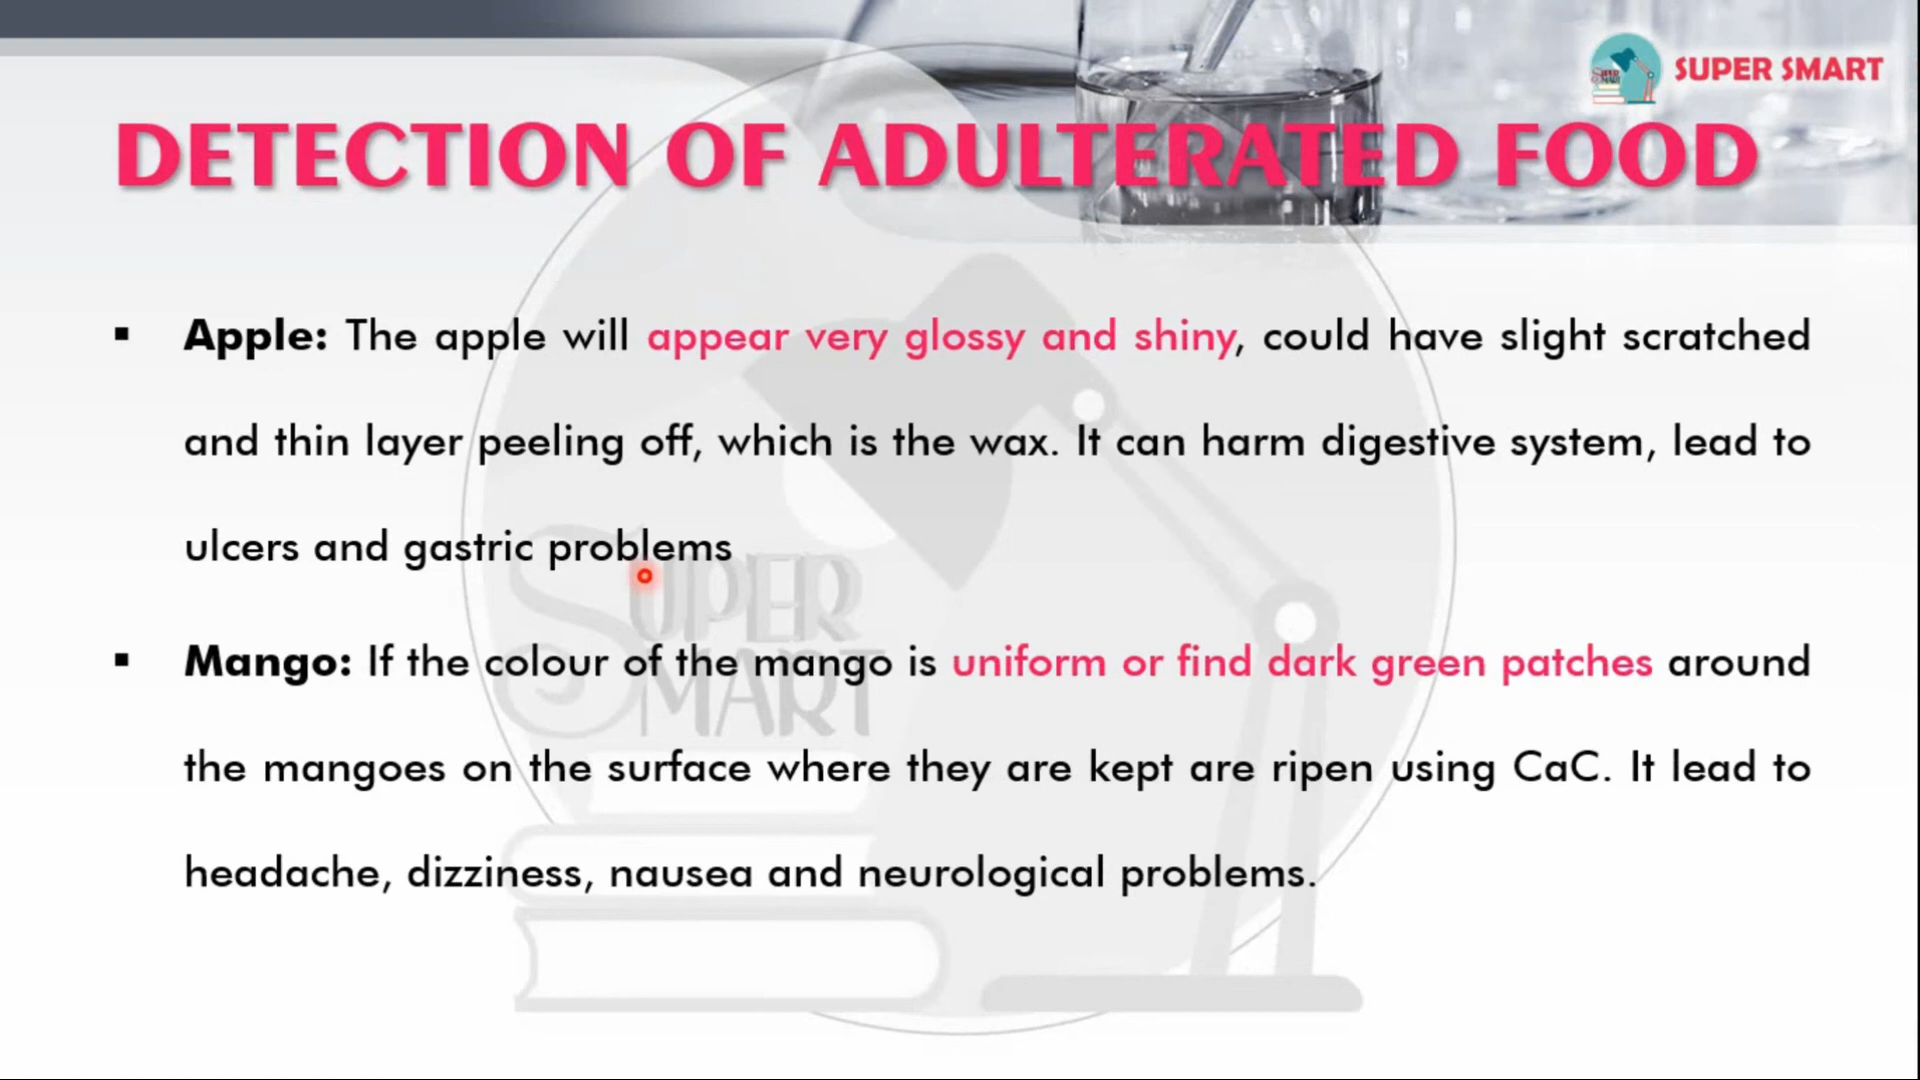 SUPER SMART
DETECTION OF ADULTERATED FOOD
▪ Apple: The apple will appear very glossy and shiny, could have slight scratched
and thin layer peeling off, which is the wax. It can harm digestive system, lead to
ulcers and gastric problems
SUPER
SMART
▪ Mango: If the colour of the mango is uniform or find dark green patches around
the mangoes on the surface where they are kept are ripen using CaC. It lead to
headache, dizziness, nausea and neurological problems.